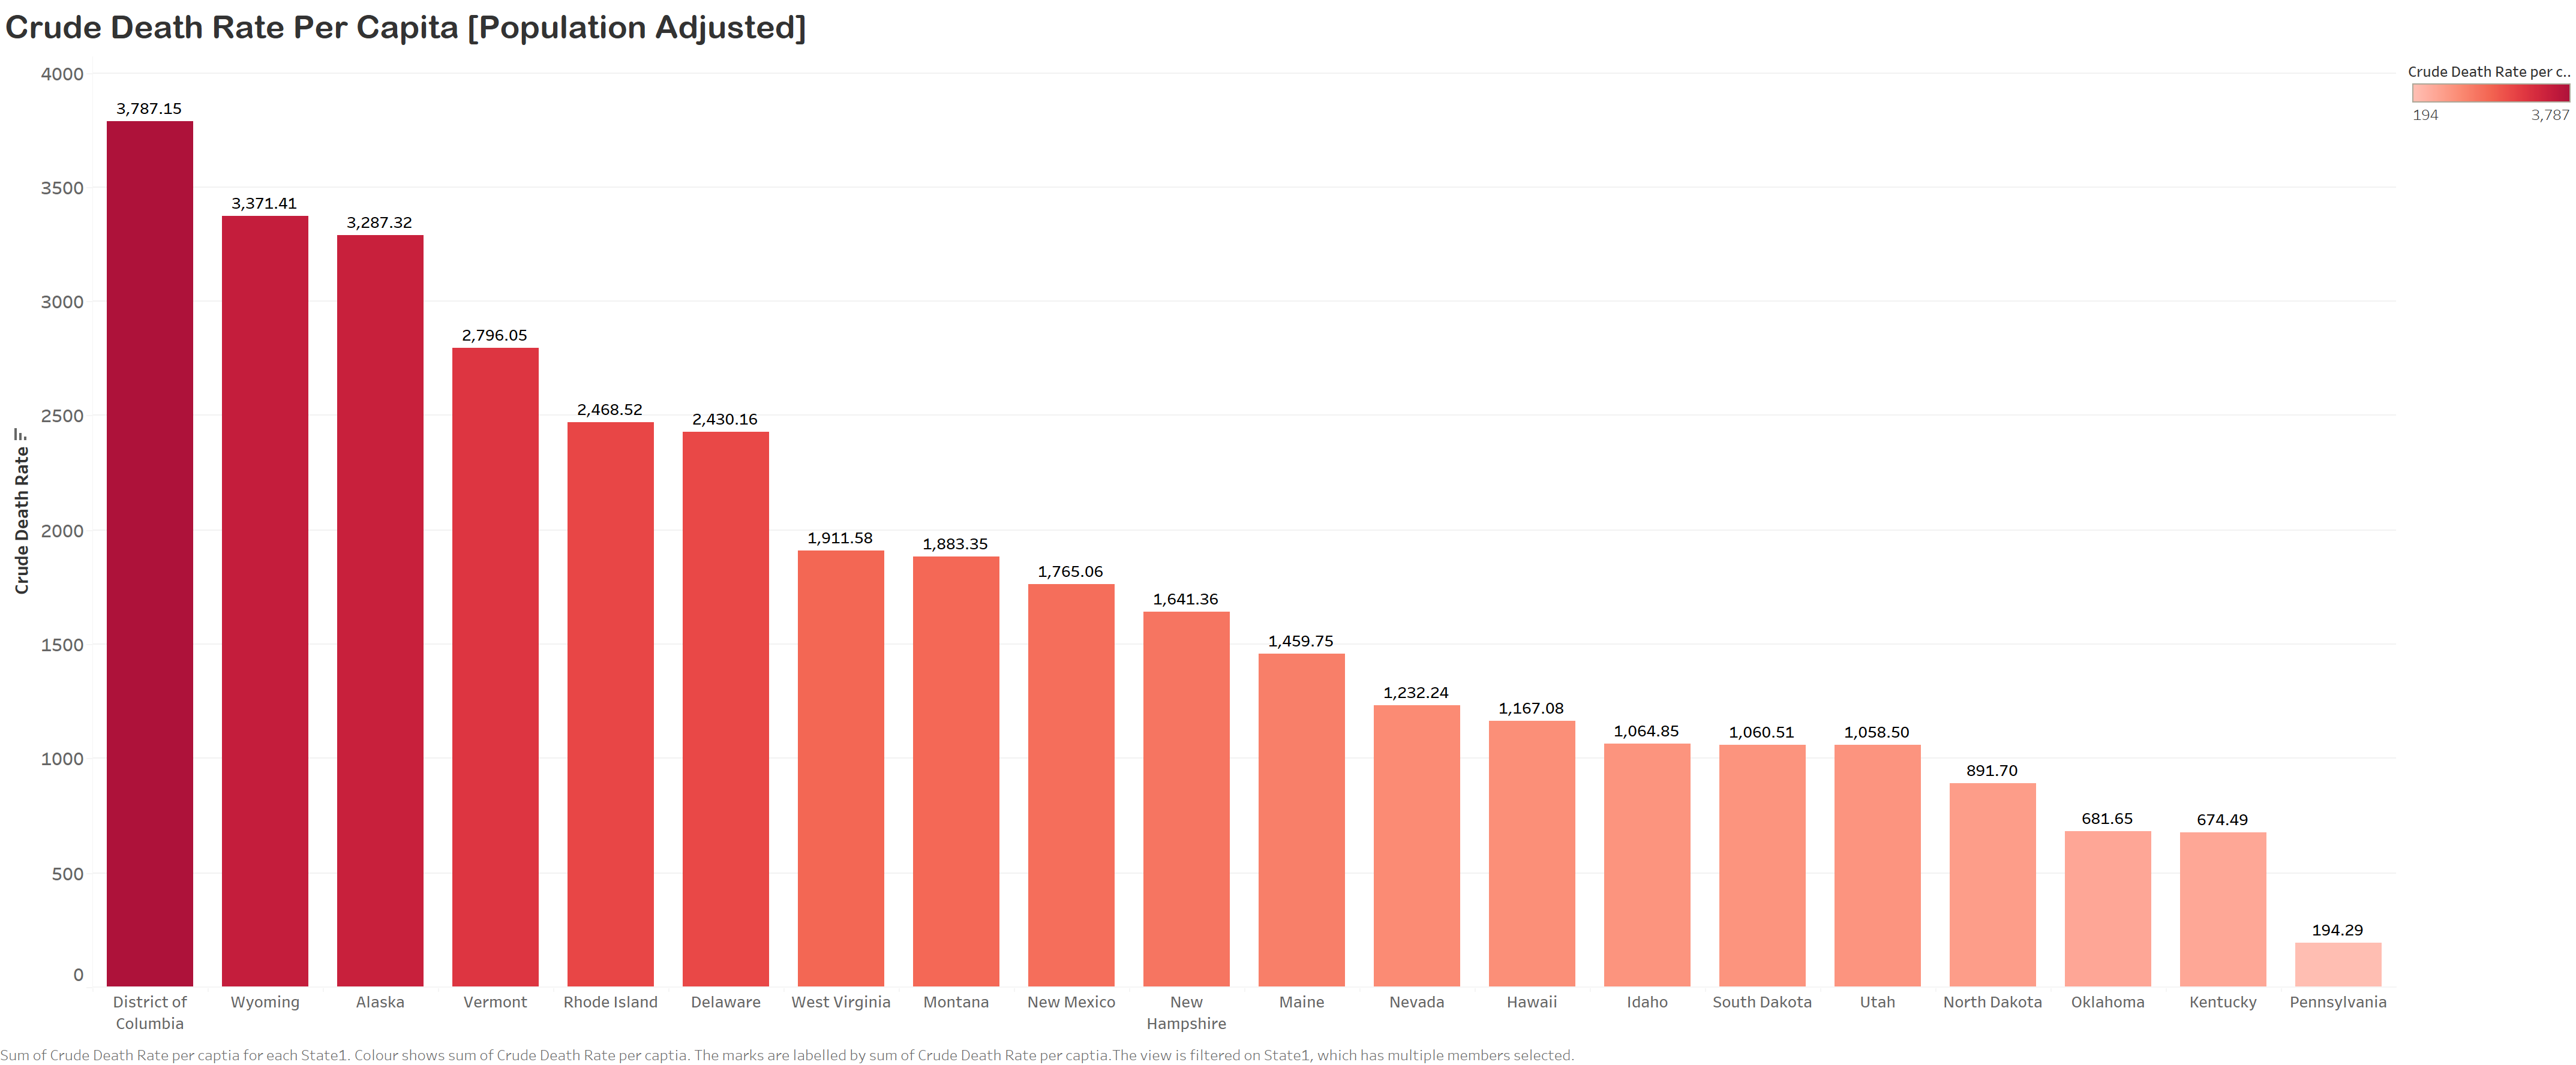 Crude Death Rate Per Capita [Population Adjusted]
Crude Death Rate per c..
194 3,787
Crude Death Rate
4000
3500
3000
2500
2000
1500
1000
500
0
3,787.15
3,371.41
3,287.32
2,796.05
2,468.52
2,430.16
1,911.58
1,883.35
1,765.06
1,641.36
1,459.75
1,232.24
1,167.08
1,064.85
1,060.51
1,058.50
891.70
681.65
674.49
194.29
District of
Columbia
Wyoming
Alaska
Vermont
Rhode Island
Delaware
West Virginia
Montana
New Mexico
New
Hampshire
Maine
Nevada
Hawaii
Idaho
South Dakota
Utah
North Dakota
Oklahoma
Kentucky
Pennsylvania
Sum of Crude Death Rate per captia for each State1. Colour shows sum of Crude Death Rate per captia. The marks are labelled by sum of Crude Death Rate per captia.The view is filtered on State1, which has multiple members selected.